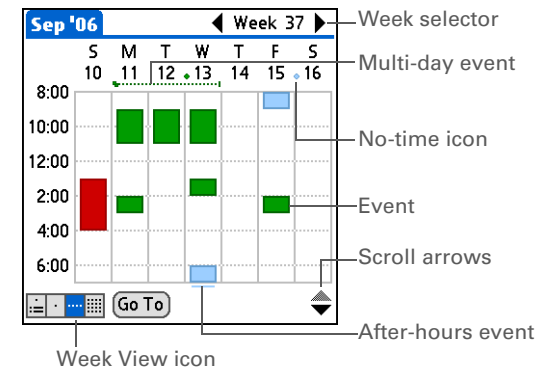 Sep '06 Week 37 Week selector
S M T W T F S
10 11 12 13 14 15 16
Multi-day event
8:00
10:00
No-time icon
12:00
2:00
Event
4:00
Scroll arrows
6:00
Go To
After-hours event
Week View icon